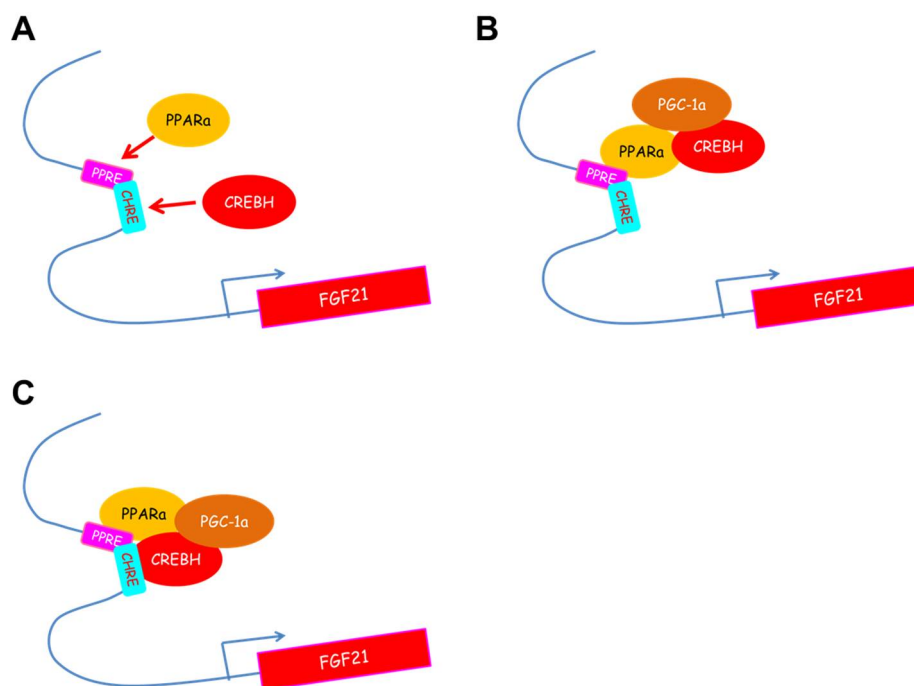 A
PPARa
PPRE
CHRE
CREBH
FGF21
B
PGC-1a
PPARa
CREBH
PPRE
CHRE
FGF21
C
PPARa
PGC-1a
PPRE
CREBH
CHRE
FGF21